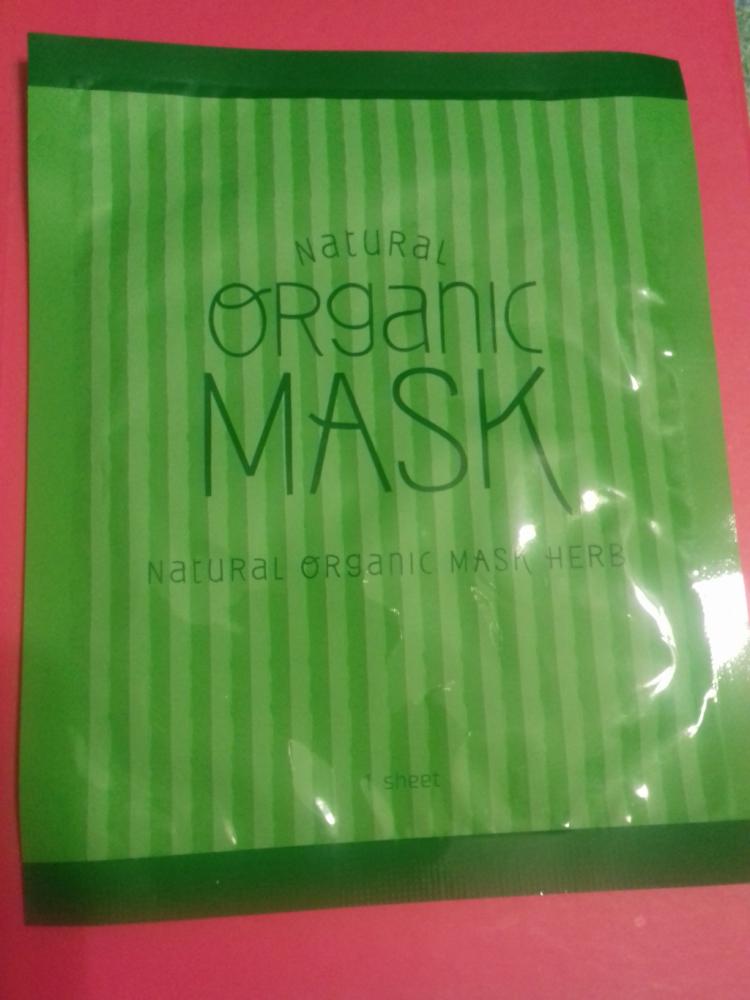 Natural
Organic
MASK
Natural Organic MASK HERB
1 sheet